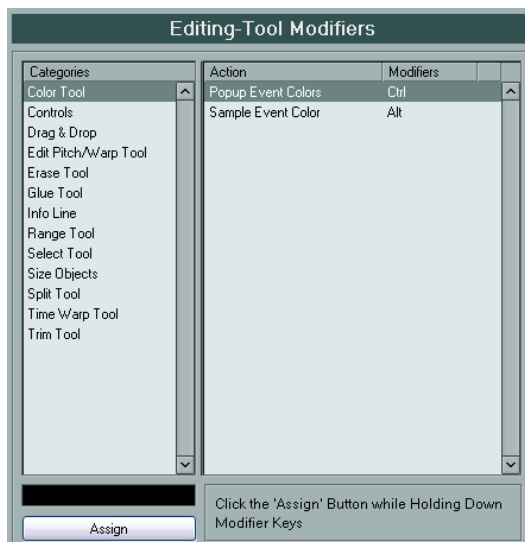 Editing-Tool Modifiers
Categories
Color Tool
Controls
Drag & Drop
Edit Pitch/Warp Tool
Erase Tool
Glue Tool
Info Line
Range Tool
Select Tool
Size Objects
Split Tool
Time Warp Tool
Trim Tool
Action Modifiers
Popup Event Colors Ctrl
Sample Event Color Alt
Assign
Click the 'Assign' Button while Holding Down
Modifier Keys